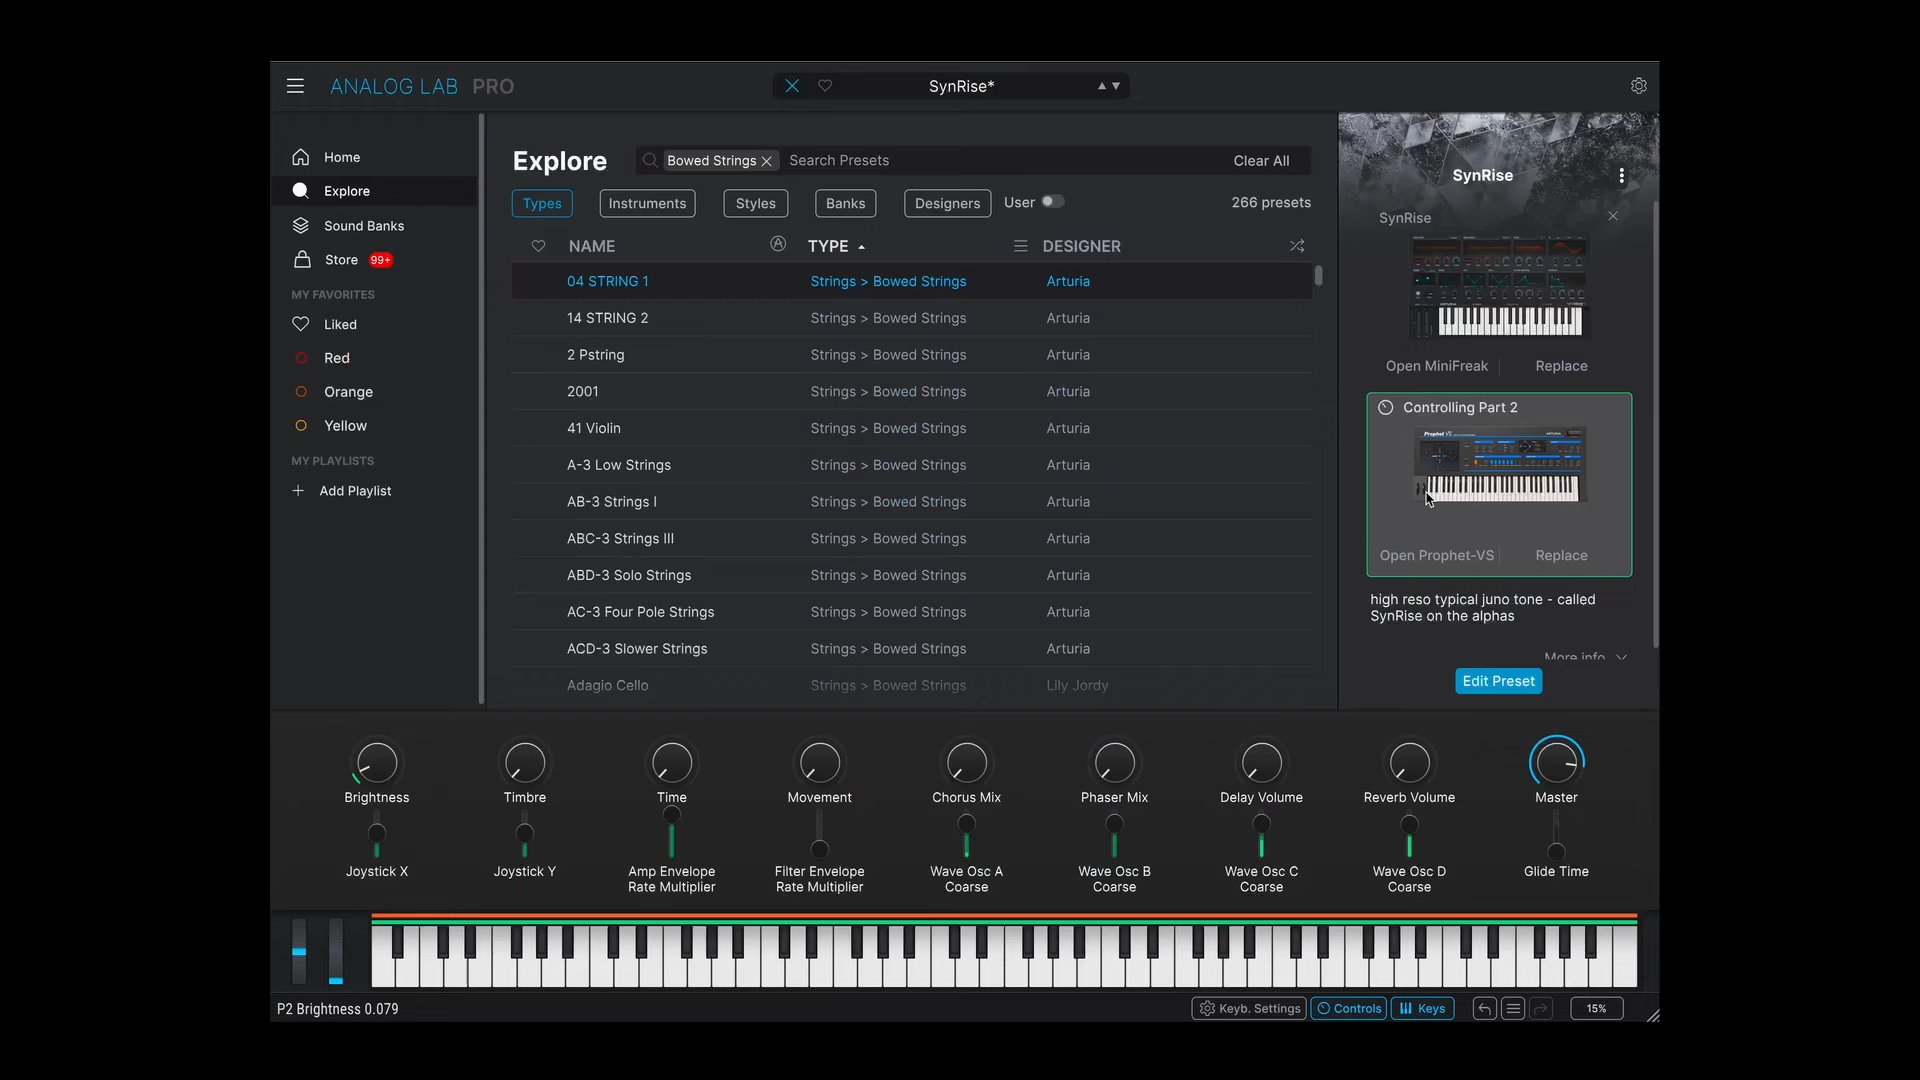 ANALOG LAB PRO
SynRise*
Home
Explore
Sound Banks
Store 99+
MY FAVORITES
Liked
Red
Orange
Yellow
MY PLAYLISTS
Add Playlist
Explore
Bowed Strings
Search Presets
Clear All
Types
Instruments
Styles
Banks
Designers
User
266 presets
NAME TYPE DESIGNER
04 STRING 1 Strings > Bowed Strings Arturia
14 STRING 2 Strings > Bowed Strings Arturia
2 Pstring Strings > Bowed Strings Arturia
2001 Strings > Bowed Strings Arturia
41 Violin Strings > Bowed Strings Arturia
A-3 Low Strings Strings > Bowed Strings Arturia
AB-3 Strings I Strings > Bowed Strings Arturia
ABC-3 Strings III Strings > Bowed Strings Arturia
ABD-3 Solo Strings Strings > Bowed Strings Arturia
AC-3 Four Pole Strings Strings > Bowed Strings Arturia
ACD-3 Slower Strings Strings > Bowed Strings Arturia
Adagio Cello Strings > Bowed Strings Lily Jordy
SynRise
SynRise
Open MiniFreak
Replace
Controlling Part 2
Prophet VS
Open Prophet-VS
Replace
high reso typical juno tone - called
SynRise on the alphas
More info
Edit Preset
Brightness Timbre Time Movement Chorus Mix Phaser Mix Delay Volume Reverb Volume Master
Joystick X
Joystick Y
Amp Envelope
Rate Multiplier
Filter Envelope
Rate Multiplier
Wave Osc A
Coarse
Wave Osc B
Coarse
Wave Osc C
Coarse
Wave Osc D
Coarse
Glide Time
P2 Brightness 0.079
Keyb. Settings
Controls
Keys
15%